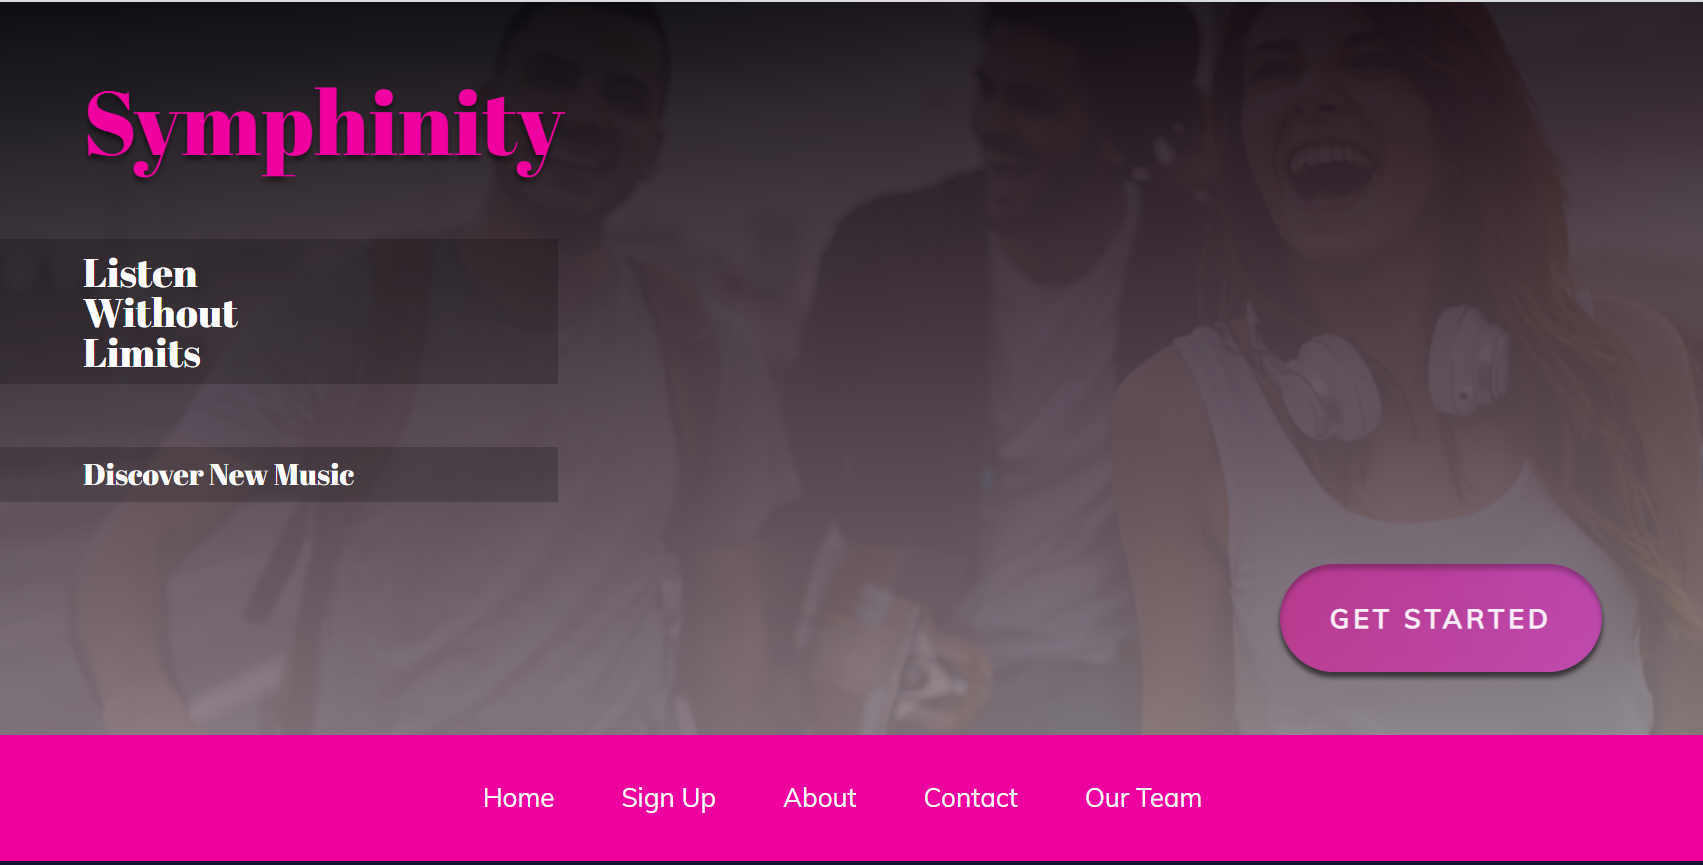 Symphinity
Listen
Without
Limits
Discover New Music
GET STARTED
Home Sign Up About Contact Our Team